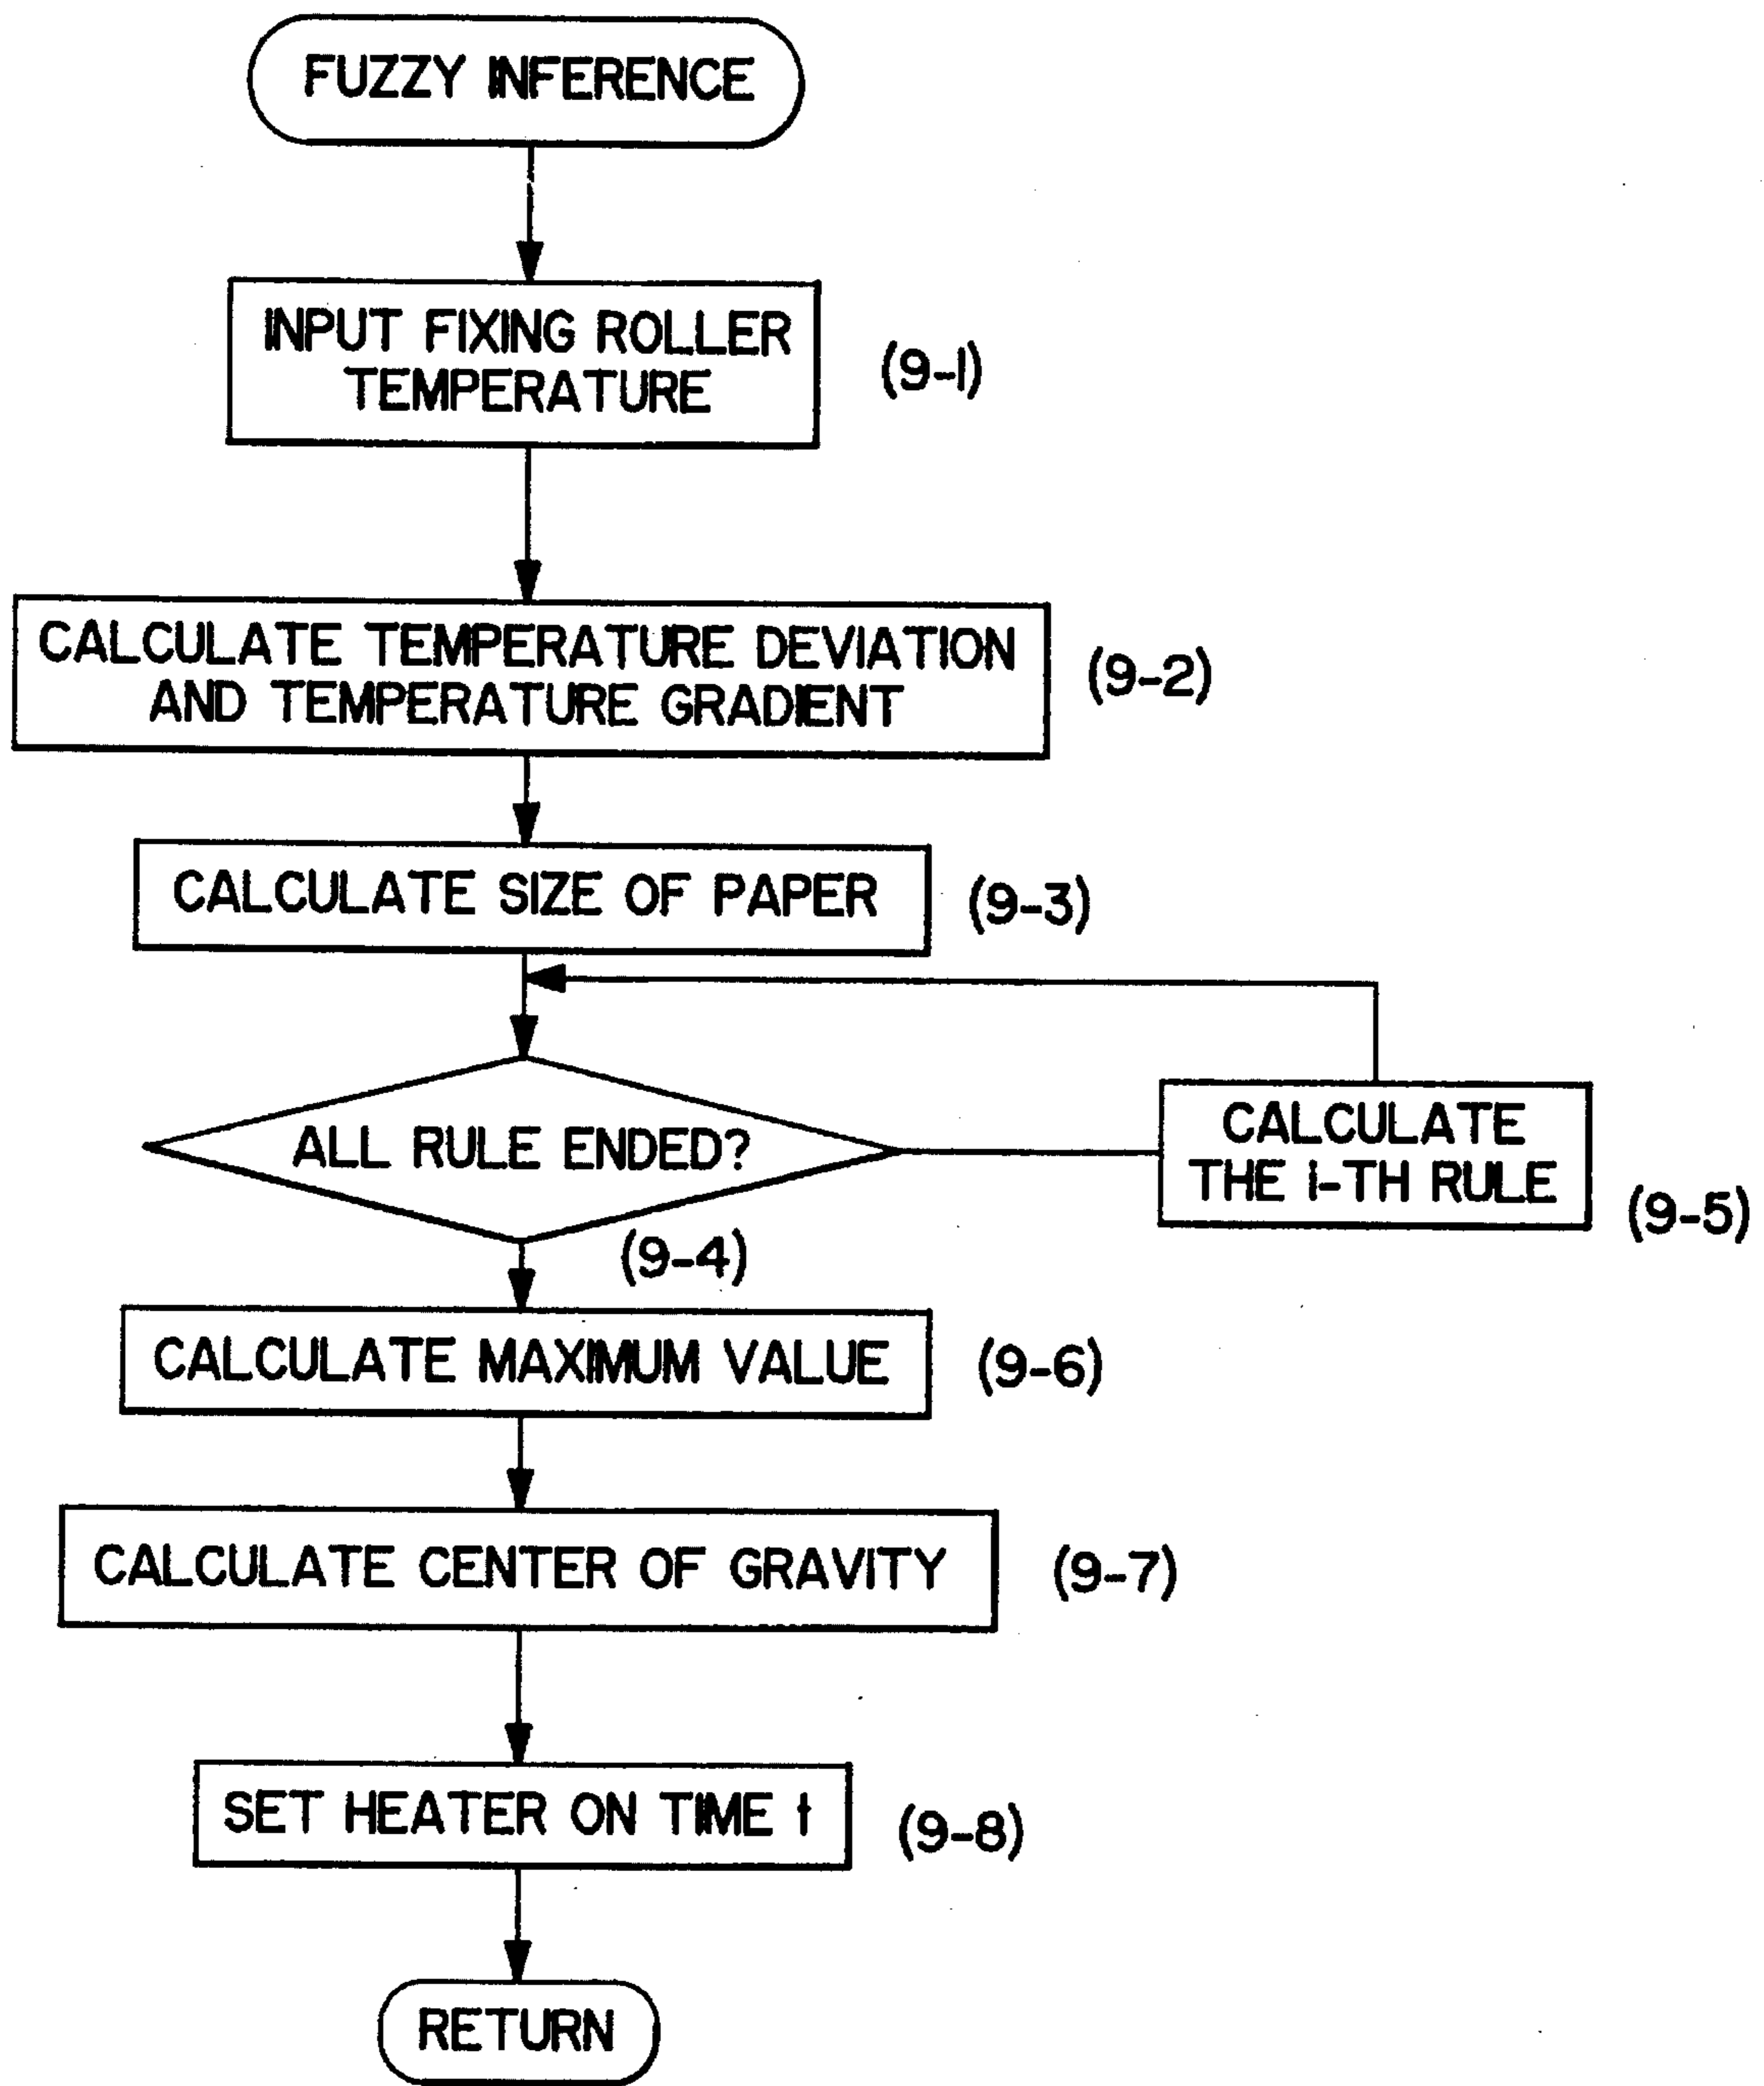 FUZZY INFERENCE
INPUT FIXING ROLLER
TEMPERATURE
(9-1)
CALCULATE TEMPERATURE DEVIATION
AND TEMPERATURE GRADIENT
(9-2)
CALCULATE SIZE OF PAPER
(9-3)
ALL RULE ENDED?
(9-4)
CALCULATE
THE i-TH RULE
(9-5)
CALCULATE MAXIMUM VALUE
(9-6)
CALCULATE CENTER OF GRAVITY
(9-7)
SET HEATER ON TIME t
(9-8)
RETURN